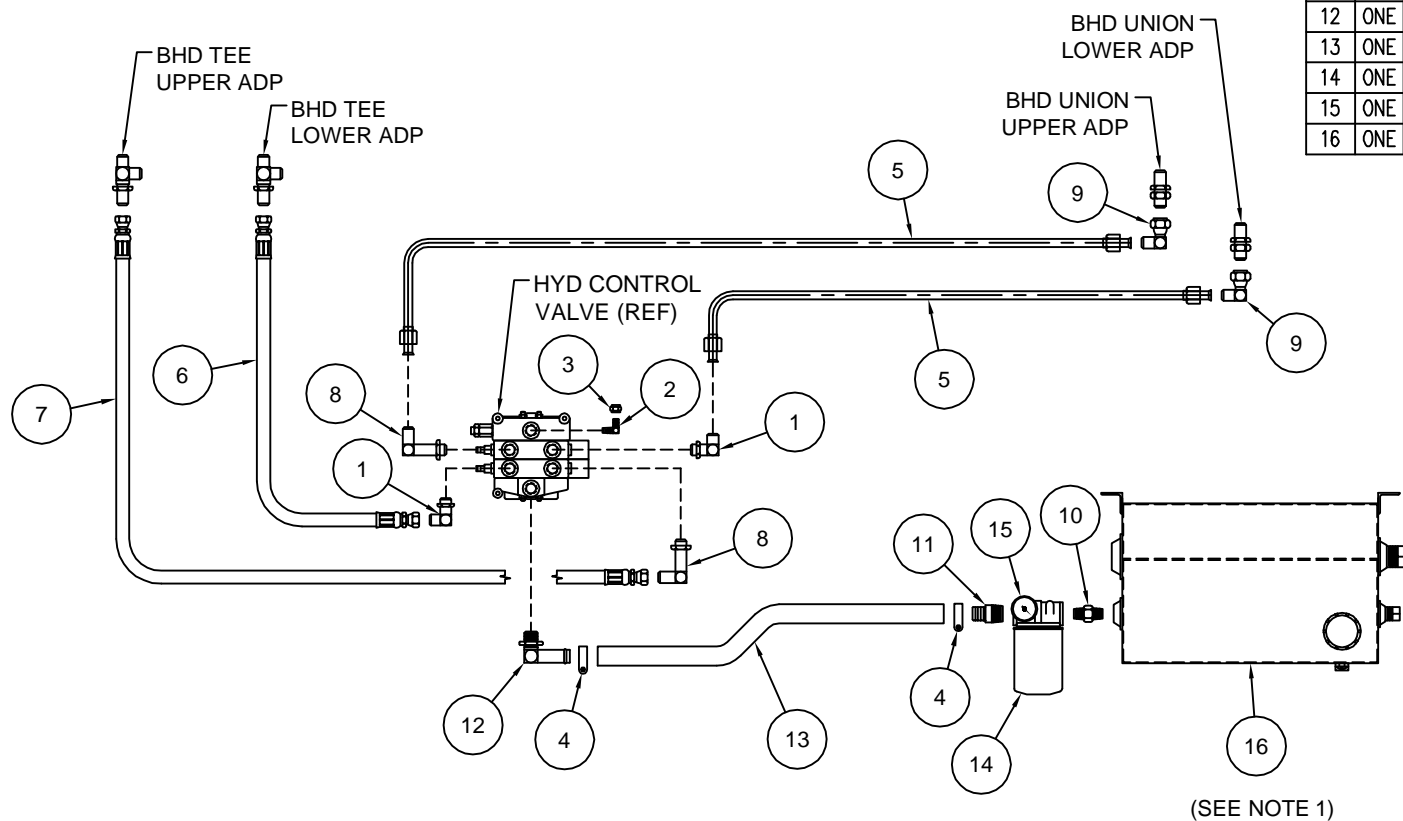 12 ONE
13 ONE
14 ONE
15 ONE
16 ONE
BHD UNION
LOWER ADP
BHD TEE
UPPER ADP
BHD UNION
UPPER ADP
BHD TEE
LOWER ADP
5
9
HYD CONTROL
VALVE (REF)
9
5
6
3
2
8
7
1
1
8
11
15
10
4
12
4
13
14
16
(SEE NOTE 1)